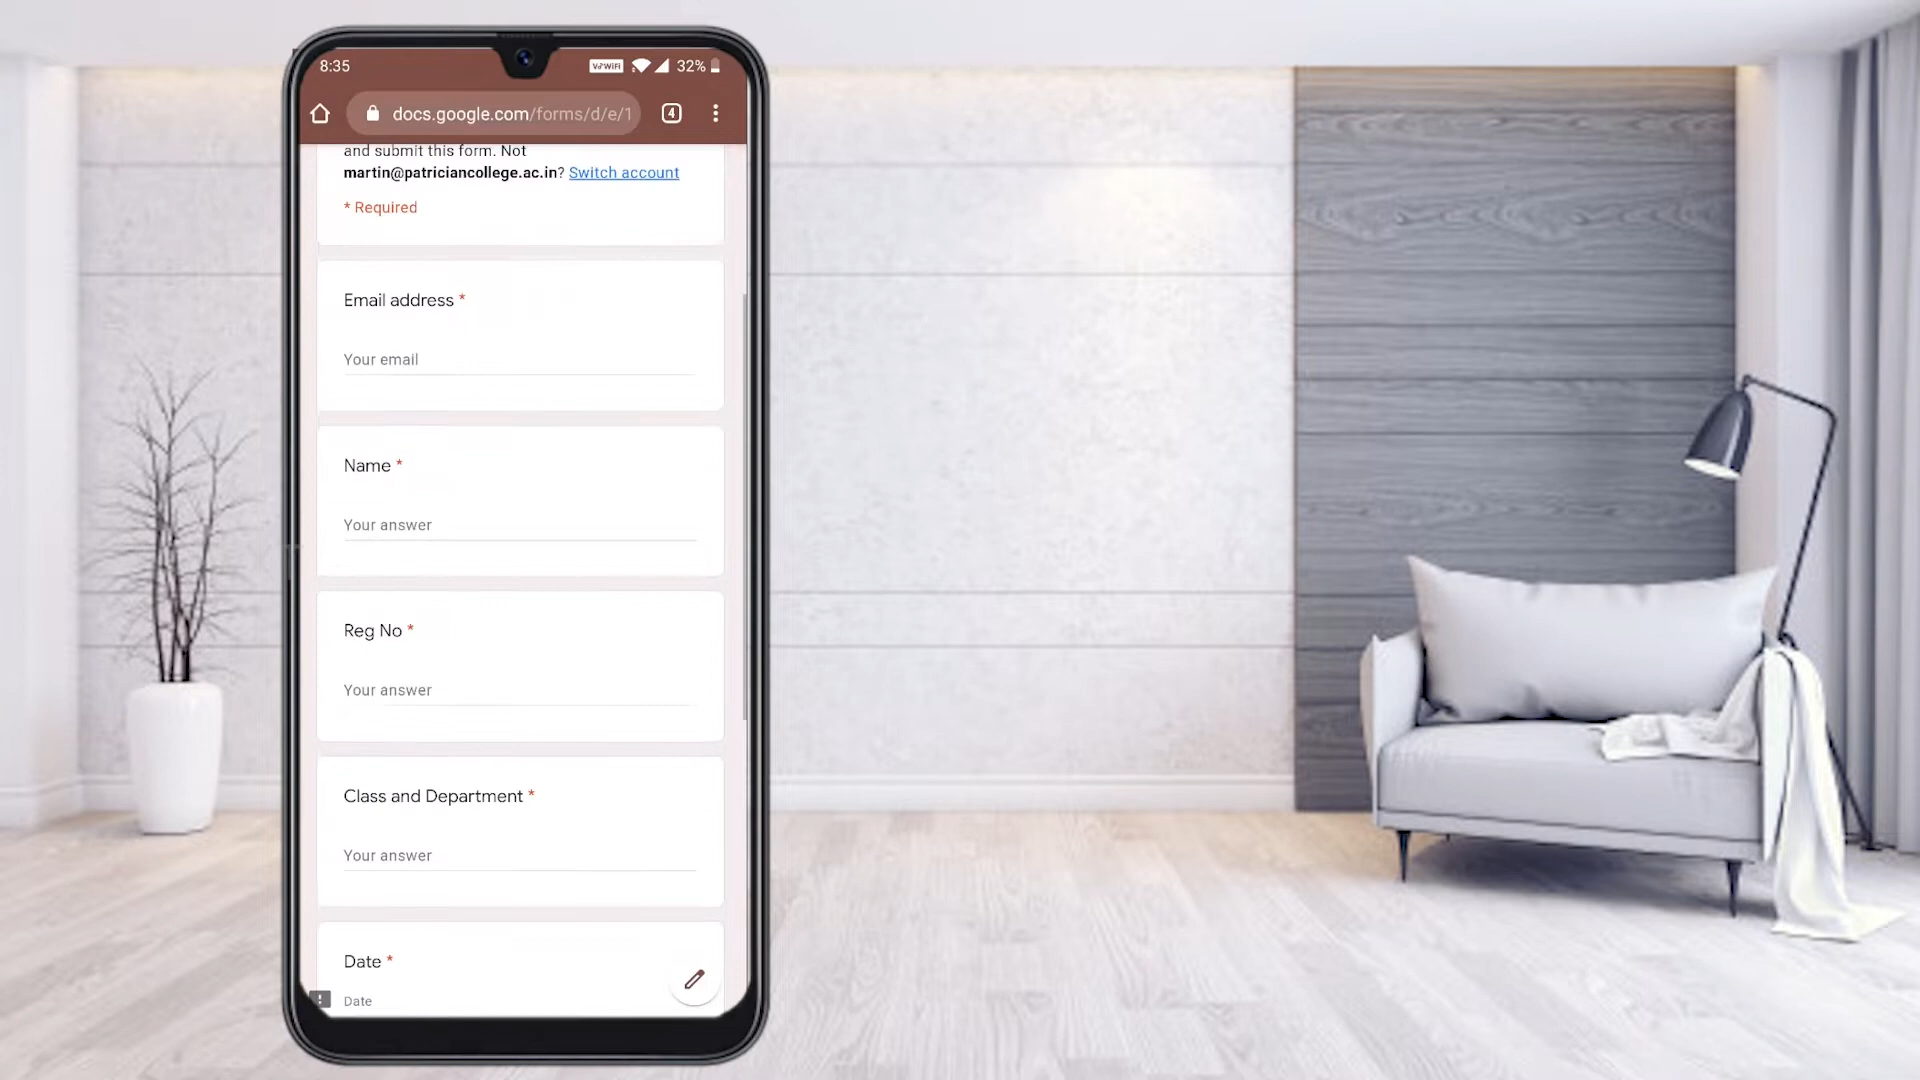 8:35
VoWiFi
32%
docs.google.com/forms/d/e/1
4
and submit this form. Not
martin@patriciancollege.ac.in? Switch account
* Required
Email address *
Your email
Name *
Your answer
Reg No *
Your answer
Class and Department *
Your answer
Date *
Date